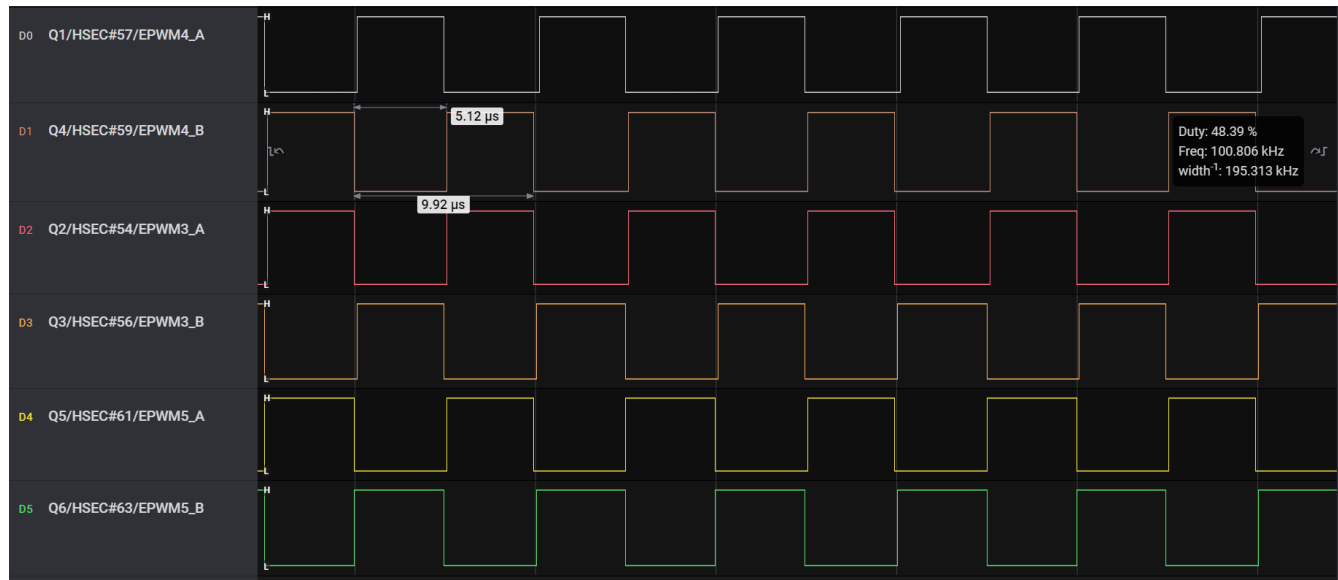 D0 Q1/HSEC#57/EPWM4_A
H
L
D1 Q4/HSEC#59/EPWM4_B
H
L
5.12 µs
9.92 µs
Duty: 48.39 %
Freq: 100.806 kHz
width⁻¹: 195.313 kHz
D2 Q2/HSEC#54/EPWM3_A
H
L
D3 Q3/HSEC#56/EPWM3_B
H
L
D4 Q5/HSEC#61/EPWM5_A
H
L
D5 Q6/HSEC#63/EPWM5_B
H
L